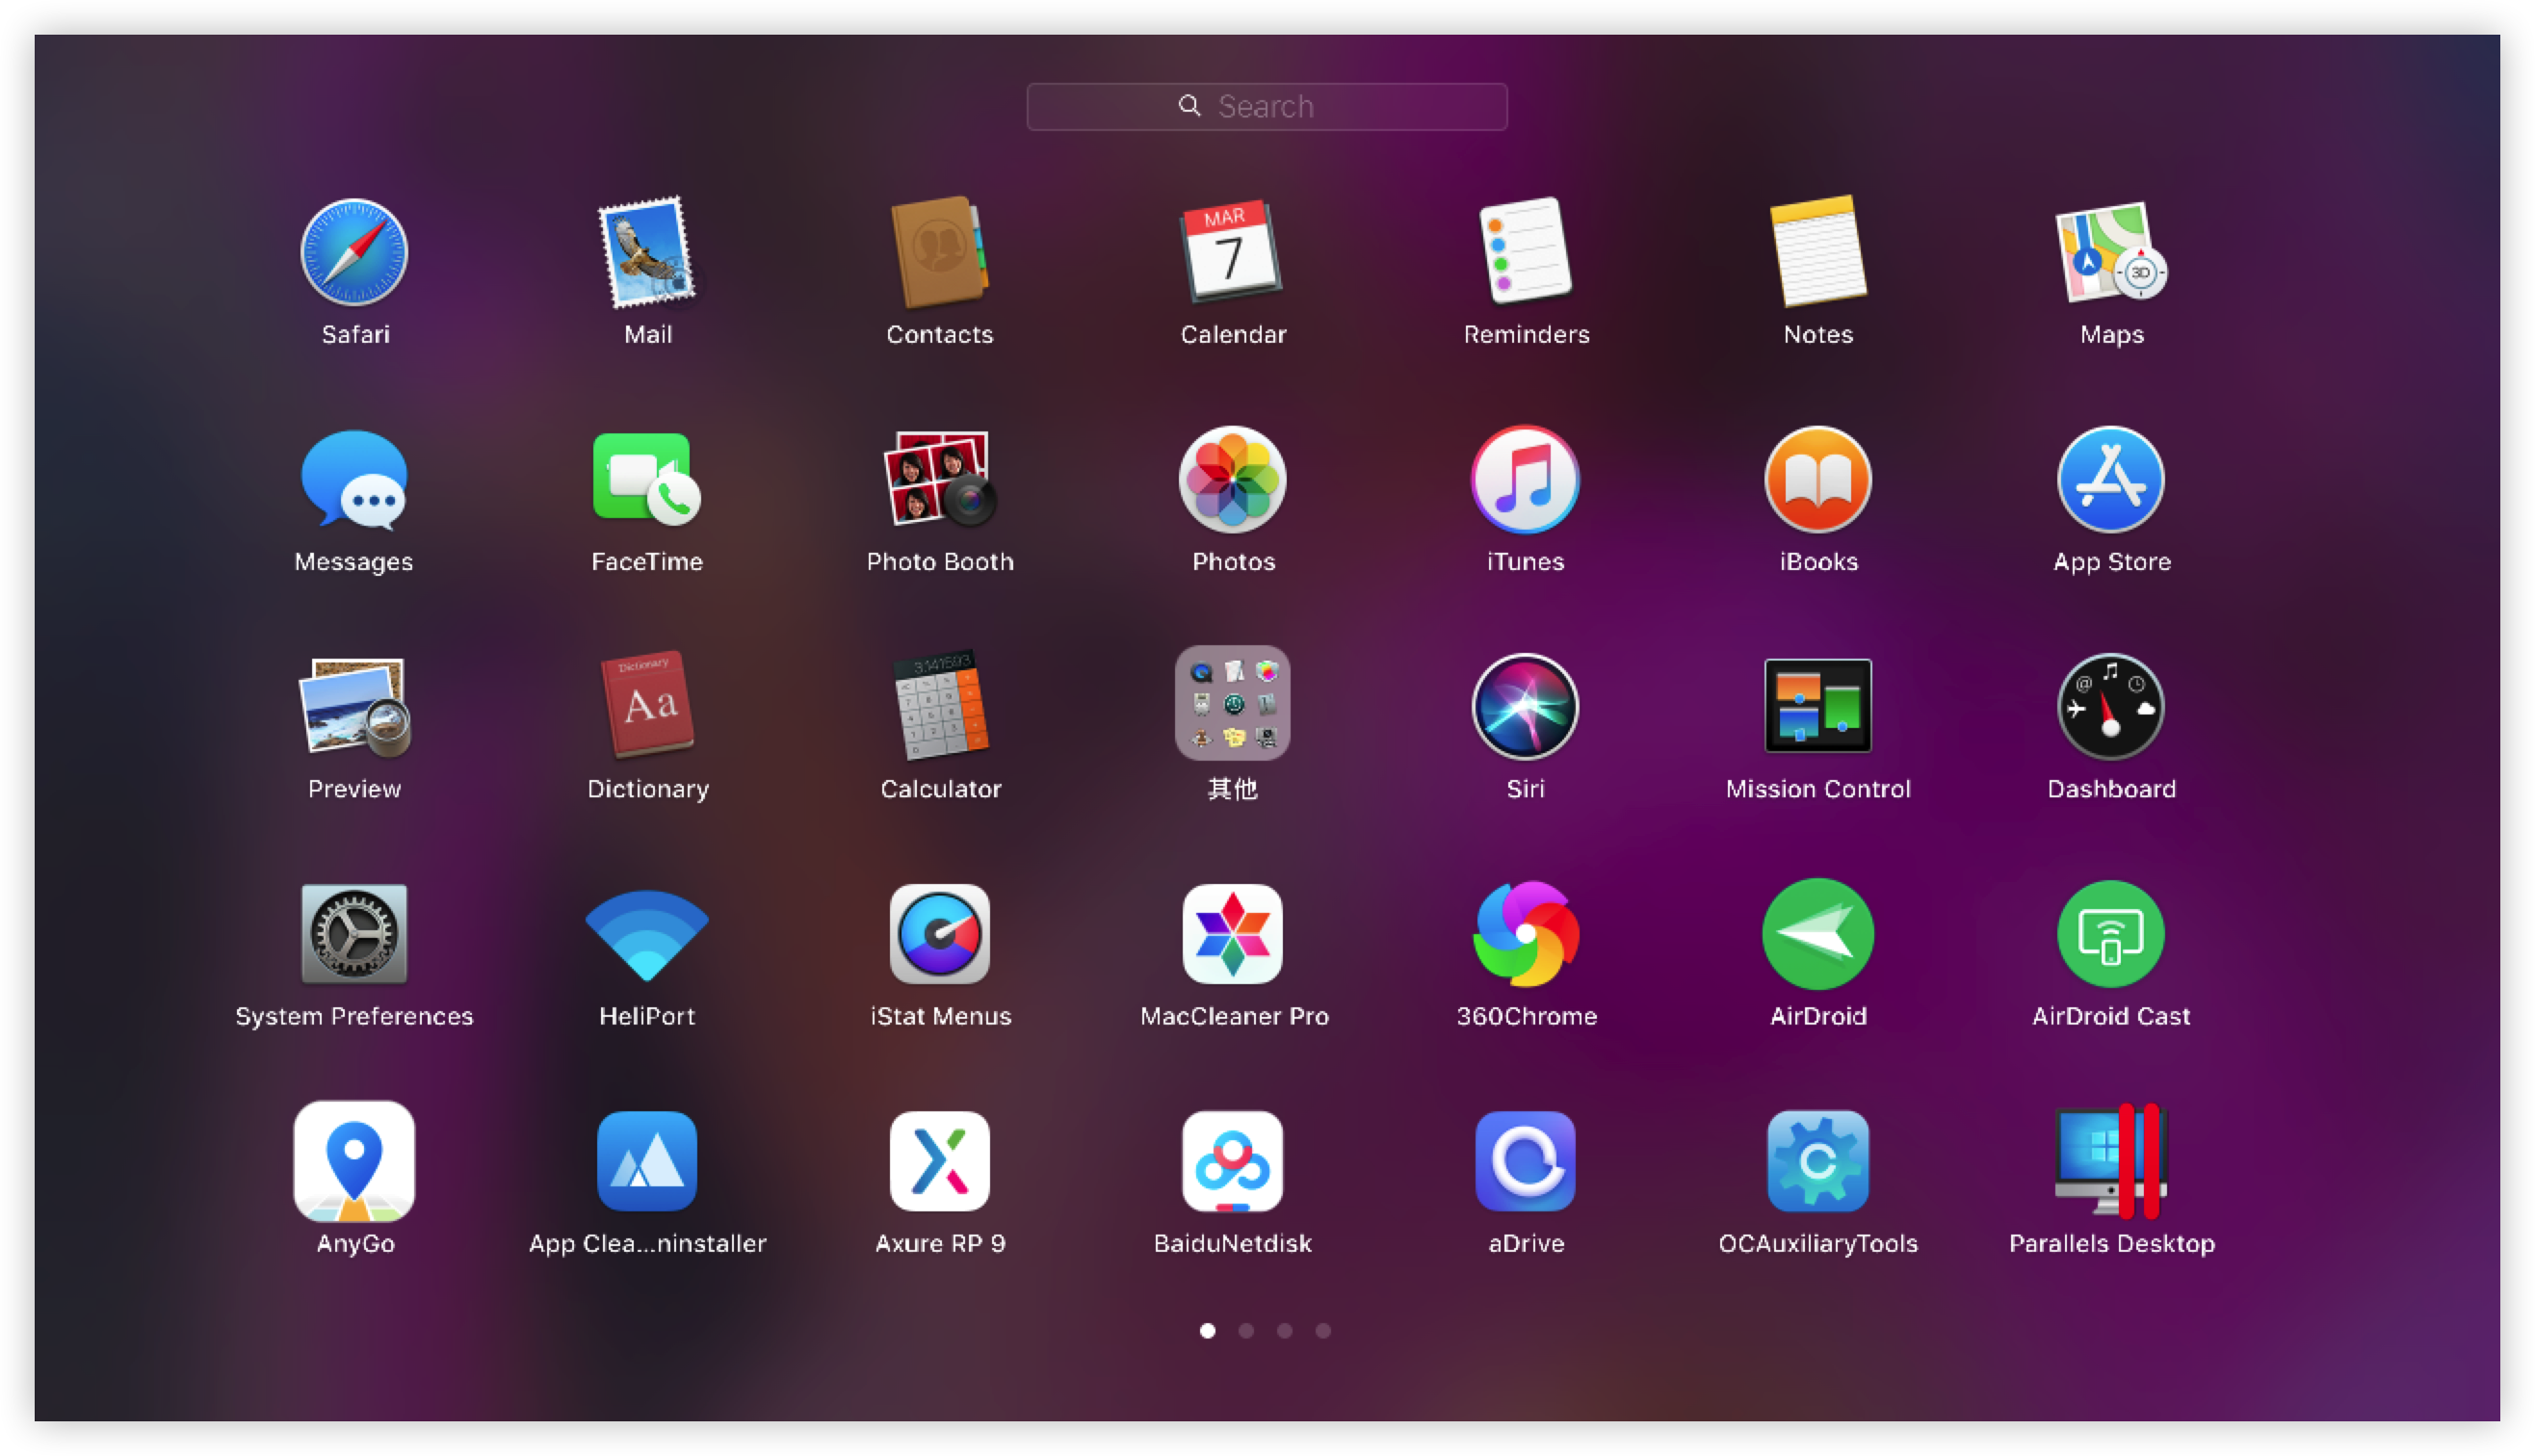 Search
MAR
7
3D
Safari
Mail
Contacts
Calendar
Reminders
Notes
Maps
Messages
FaceTime
Photo Booth
Photos
iTunes
iBooks
App Store
Dictionary
Aa
3.141593
Preview
Dictionary
Calculator
其他
Siri
Mission Control
Dashboard
System Preferences
HeliPort
iStat Menus
MacCleaner Pro
360Chrome
AirDroid
AirDroid Cast
AnyGo
App Clea...ninstaller
Axure RP 9
BaiduNetdisk
aDrive
OCAuxiliaryTools
Parallels Desktop